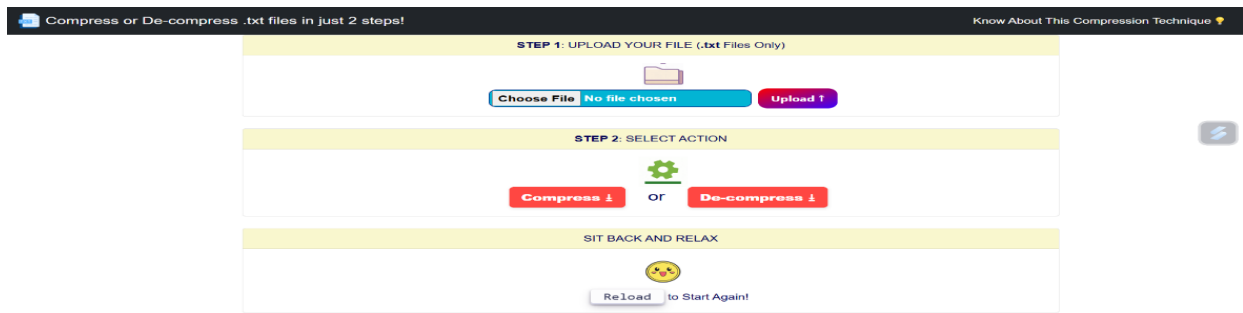 Compress or De-compress .txt files in just 2 steps!
Know About This Compression Technique
STEP 1: UPLOAD YOUR FILE (.txt Files Only)
Choose File No file chosen
Upload ↑
STEP 2: SELECT ACTION
Compress ↓ or De-compress ↓
SIT BACK AND RELAX
Reload to Start Again!